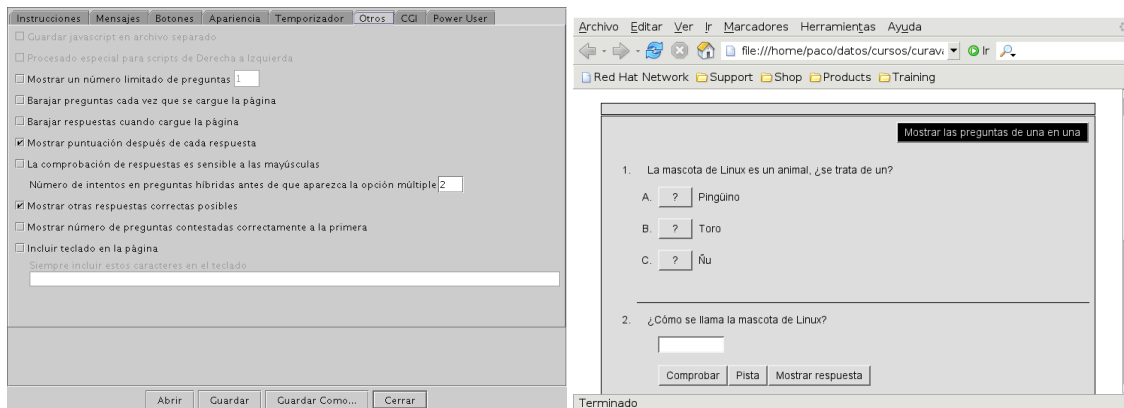 Instrucciones Mensajes Botones Apariencia Temporizador Otros CGI Power User
Guardar javascript en archivo separado
Procesado especial para scripts de Derecha a Izquierda
Mostrar un número limitado de preguntas 1
Barajar preguntas cada vez que se cargue la página
Barajar respuestas cuando cargue la página
Mostrar puntuación después de cada respuesta
La comprobación de respuestas es sensible a las mayúsculas
Número de intentos en preguntas híbridas antes de que aparezca la opción múltiple 2
Mostrar otras respuestas correctas posibles
Mostrar número de preguntas contestadas correctamente a la primera
Incluir teclado en la página
Siempre incluir estos caracteres en el teclado
Abrir Guardar Guardar Como... Cerrar
Archivo Editar Ver Ir Marcadores Herramientas Ayuda
file:///home/paco/datos/cursos/curava Ir
Red Hat Network Support Shop Products Training
Mostrar las preguntas de una en una
1. La mascota de Linux es un animal, ¿se trata de un?
A. ? Pingüino
B. ? Toro
C. ? Ñu
2. ¿Cómo se llama la mascota de Linux?
Comprobar Pista Mostrar respuesta
Terminado